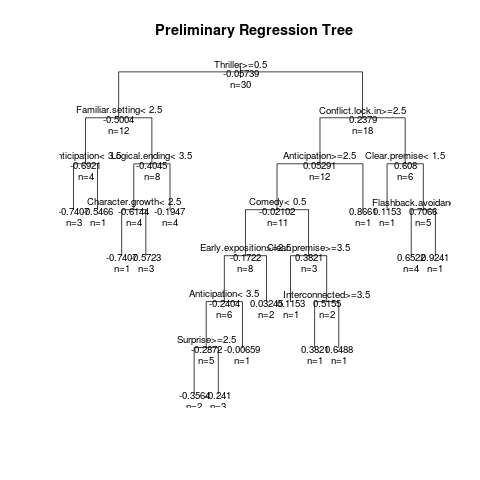 Preliminary Regression Tree
Thriller>=0.5
-0.05739
n=30
Familiar.setting< 2.5
Conflict.lock.in>=2.5
-0.5004
0.2379
n=12
n=18
nticipation< 3.5
Logical.ending< 3.5
Anticipation>=2.5
Clear.premise< 1.5
-0.6921
-0.4045
0.05291
0.608
n=4
n=8
n=12
n=6
Character.growth< 2.5
Comedy< 0.5
Flashback.avoidan
-0.7407
-0.5466
-0.6144
-0.1947
-0.02102
0.8661
0.1153
0.7066
n=3
n=1
n=4
n=4
n=11
n=1
n=1
n=5
Early.exposition>=2.5
Clear.premise>=3.5
-0.7407
-0.5723
-0.1722
0.3821
0.6522
0.9241
n=1
n=3
n=8
n=3
n=4
n=1
Anticipation< 3.5
Interconnected>=3.5
-0.2404
0.03245
0.1153
0.5155
n=6
n=2
n=1
n=2
Surprise>=2.5
-0.2872
-0.00659
0.3821
0.6488
n=5
n=1
n=1
n=1
-0.3564
-0.241
n=2
n=3